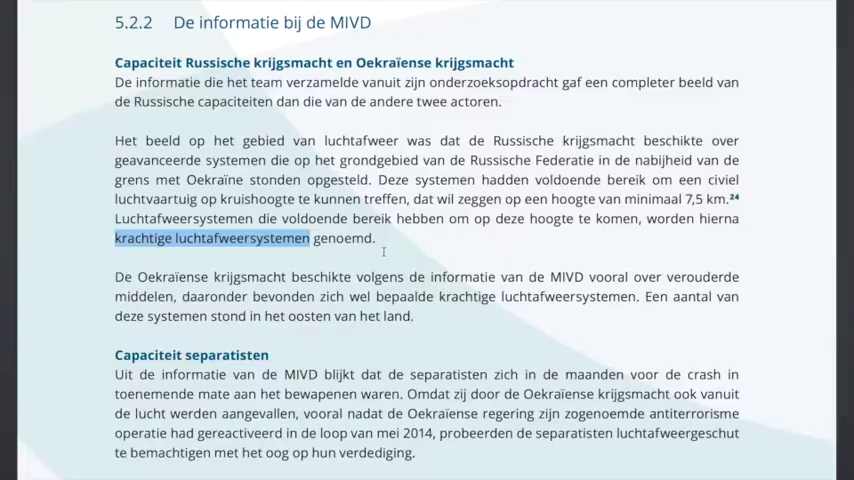 5.2.2 De informatie bij de MIVD
Capaciteit Russische krijgsmacht en Oekraïense krijgsmacht
De informatie die het team verzamelde vanuit zijn onderzoeksopdracht gaf een completer beeld van
de Russische capaciteiten dan die van de andere twee actoren.
Het beeld op het gebied van luchtafweer was dat de Russische krijgsmacht beschikte over
geavanceerde systemen die op het grondgebied van de Russische Federatie in de nabijheid van de
grens met Oekraïne stonden opgesteld. Deze systemen hadden voldoende bereik om een civiel
luchtvaartuig op kruishoogte te kunnen treffen, dat wil zeggen op een hoogte van minimaal 7,5 km.²⁴
Luchtafweersystemen die voldoende bereik hebben om op deze hoogte te komen, worden hierna
krachtige luchtafweersystemen genoemd.
De Oekraïense krijgsmacht beschikte volgens de informatie van de MIVD vooral over verouderde
middelen, daaronder bevonden zich wel bepaalde krachtige luchtafweersystemen. Een aantal van
deze systemen stond in het oosten van het land.
Capaciteit separatisten
Uit de informatie van de MIVD blijkt dat de separatisten zich in de maanden voor de crash in
toenemende mate aan het bewapenen waren. Omdat zij door de Oekraïense krijgsmacht ook vanuit
de lucht werden aangevallen, vooral nadat de Oekraïense regering zijn zogenoemde antiterrorisme
operatie had gereactiveerd in de loop van mei 2014, probeerden de separatisten luchtafweergeschut
te bemachtigen met het oog op hun verdediging.